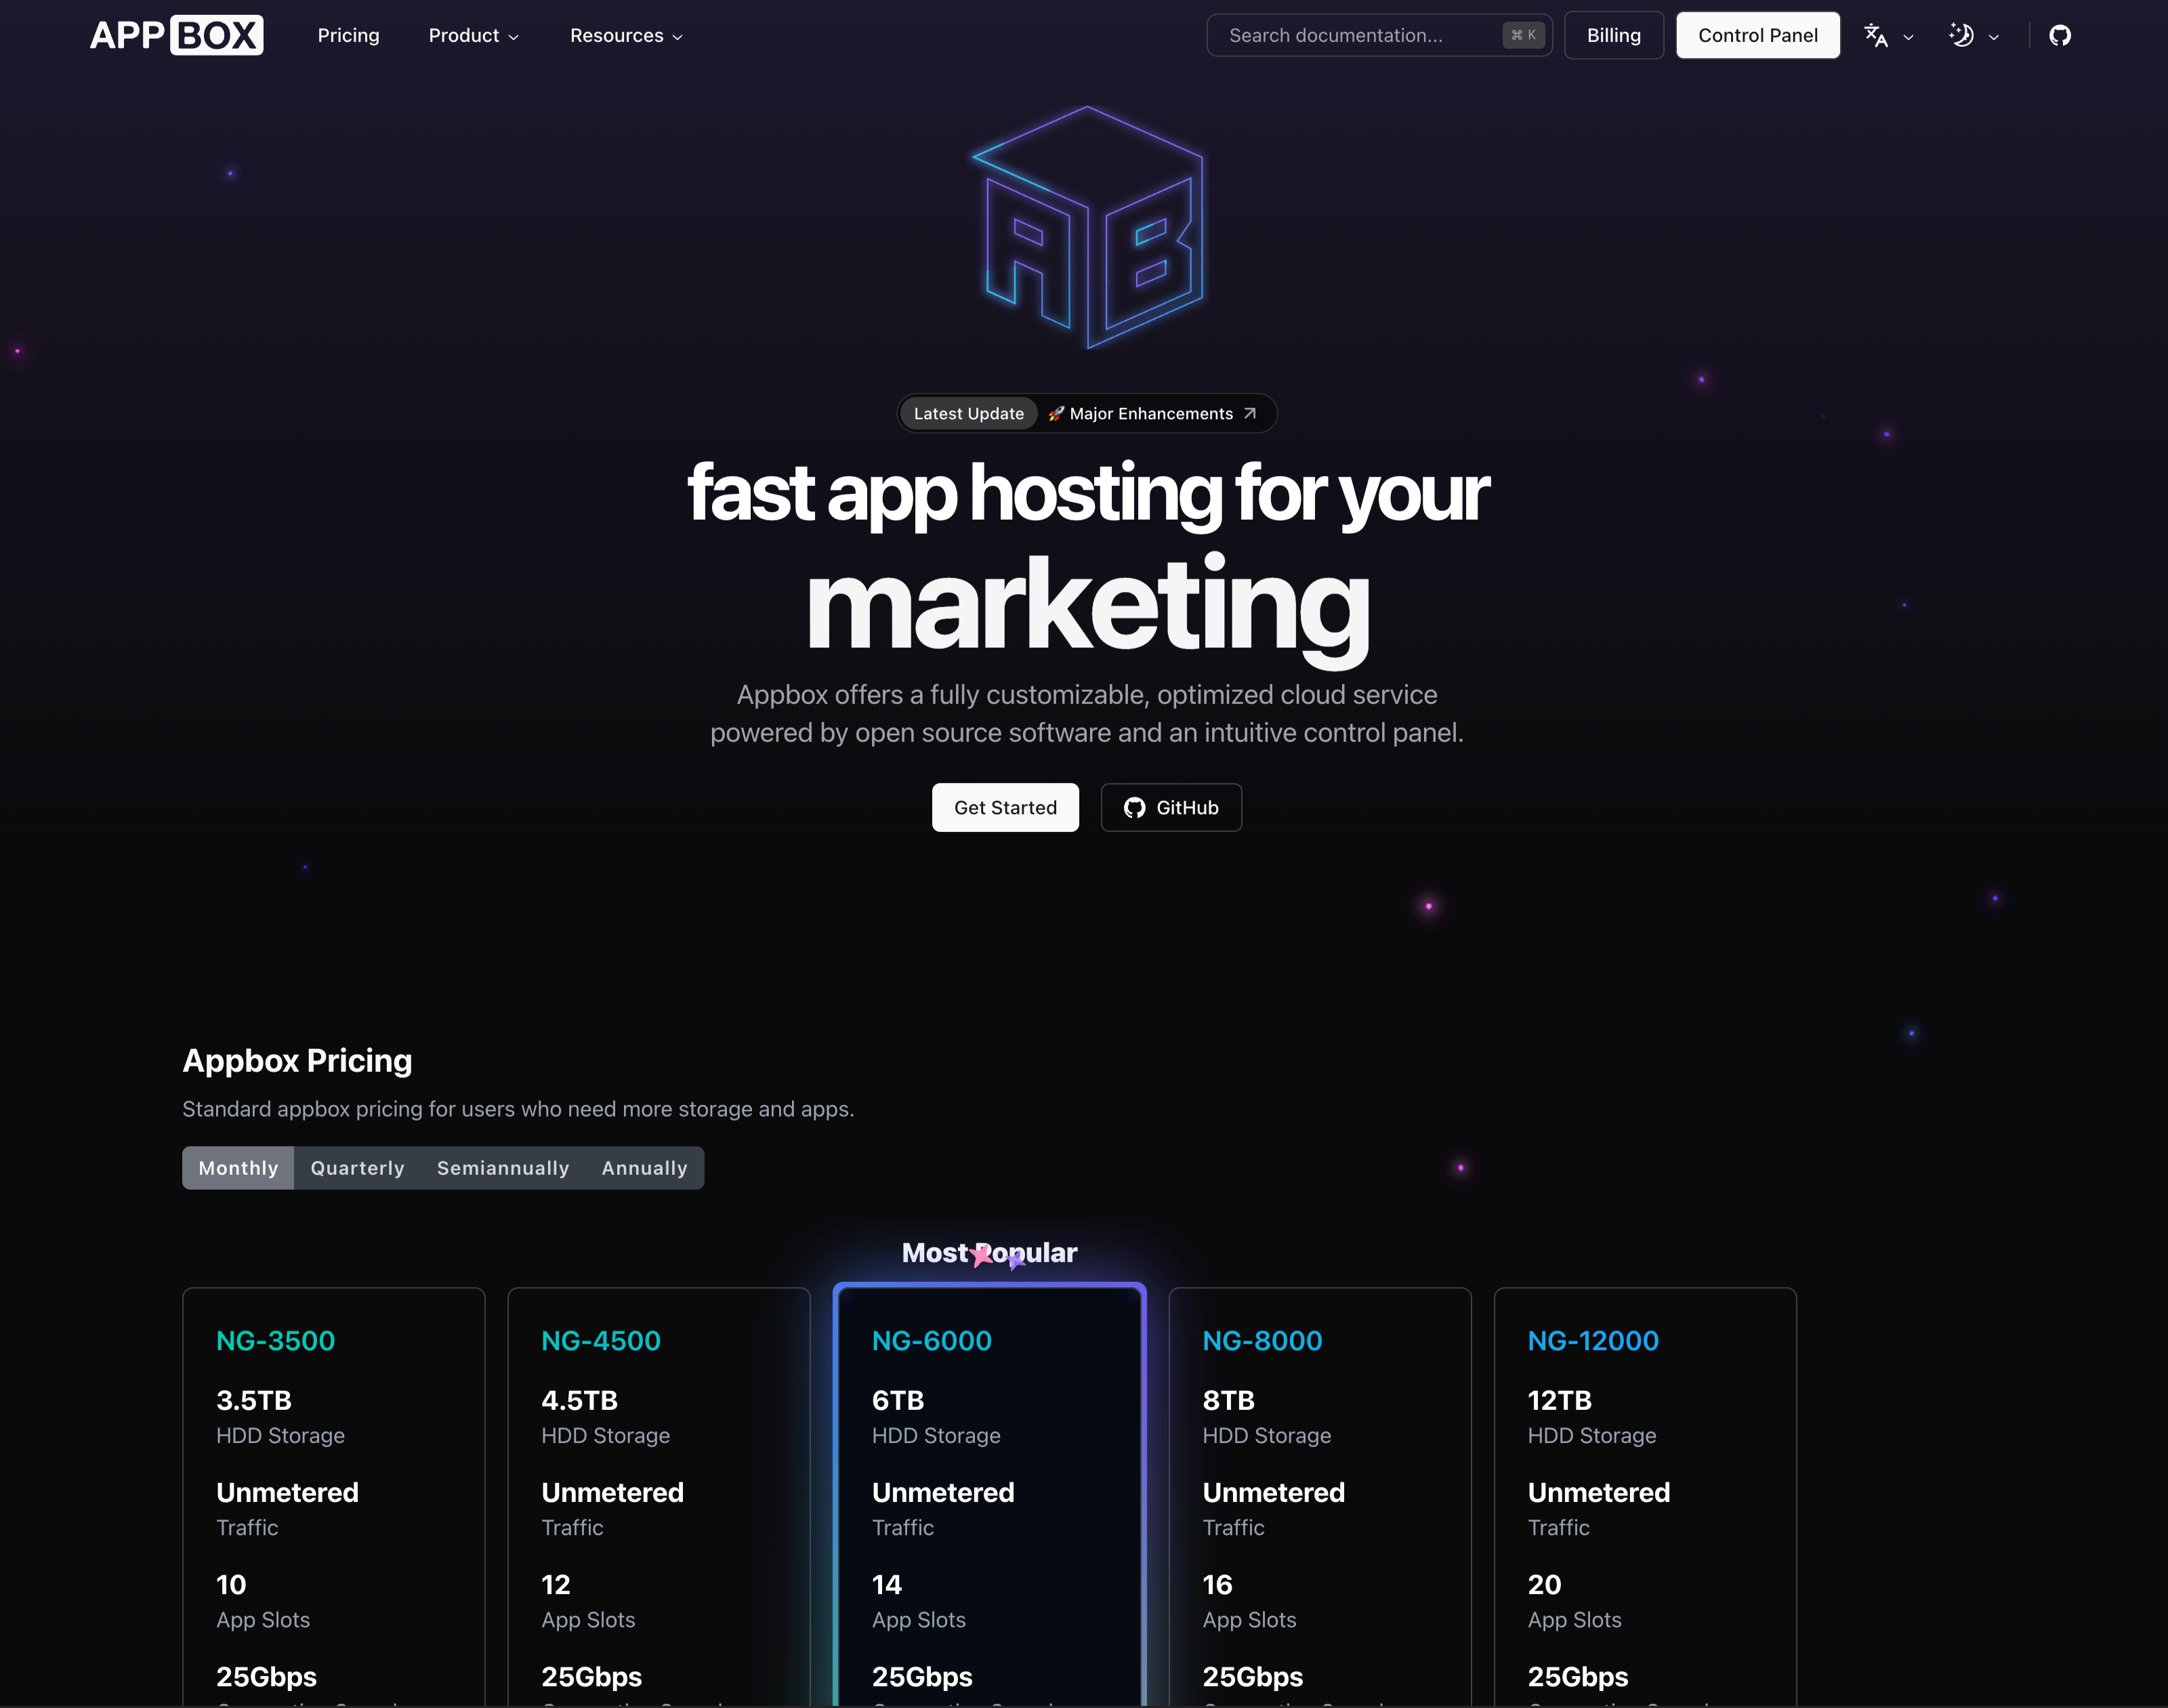 APP BOX Pricing Product Resources Search documentation... ⌘ K Billing Control Panel
AB
Latest Update 🚀 Major Enhancements
fast app hosting for your
marketing
Appbox offers a fully customizable, optimized cloud service
powered by open source software and an intuitive control panel.
Get Started GitHub
Appbox Pricing
Standard appbox pricing for users who need more storage and apps.
Monthly Quarterly Semiannually Annually
Most Popular
NG-3500 NG-4500 NG-6000 NG-8000 NG-12000
3.5TB 4.5TB 6TB 8TB 12TB
HDD Storage HDD Storage HDD Storage HDD Storage HDD Storage
Unmetered Unmetered Unmetered Unmetered Unmetered
Traffic Traffic Traffic Traffic Traffic
10 12 14 16 20
App Slots App Slots App Slots App Slots App Slots
25Gbps 25Gbps 25Gbps 25Gbps 25Gbps